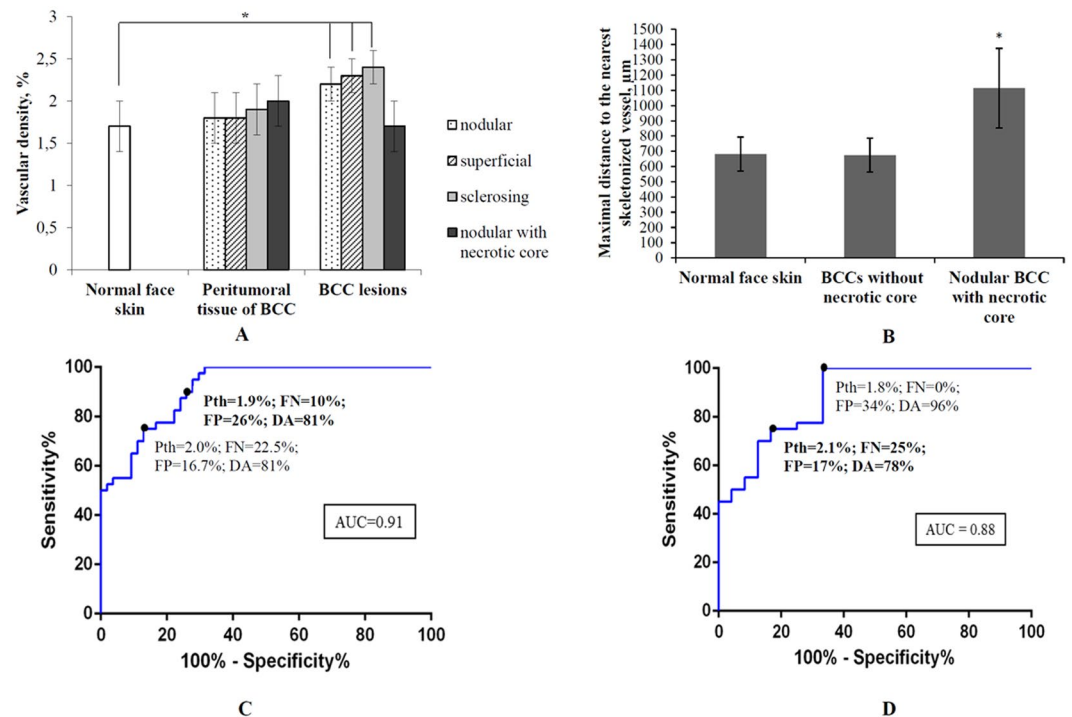 3
2,5
2
1,5
1
0,5
0
Vascular density, %
*
Normal face
skin
Peritumoral
tissue of BCC
BCC lesions
nodular
superficial
sclerosing
nodular with
necrotic core
A
1500
1400
1300
1200
1100
1000
900
800
700
600
500
400
300
200
100
0
Maximal distance to the nearest
skeletonized vessel, µm
*
Normal face skin
BCCs without
necrotic core
Nodular BCC
with necrotic
core
B
100
80
60
40
20
0
Sensitivity%
Pth=1.9%; FN=10%;
FP=26%; DA=81%
Pth=2.0%; FN=22.5%;
FP=16.7%; DA=81%
AUC=0.91
0 20 40 60 80 100
100% - Specificity%
C
100
80
60
40
20
0
Sensitivity%
Pth=1.8%; FN=0%;
FP=34%; DA=96%
Pth=2.1%; FN=25%;
FP=17%; DA=78%
AUC = 0.88
0 20 40 60 80 100
100% - Specificity%
D